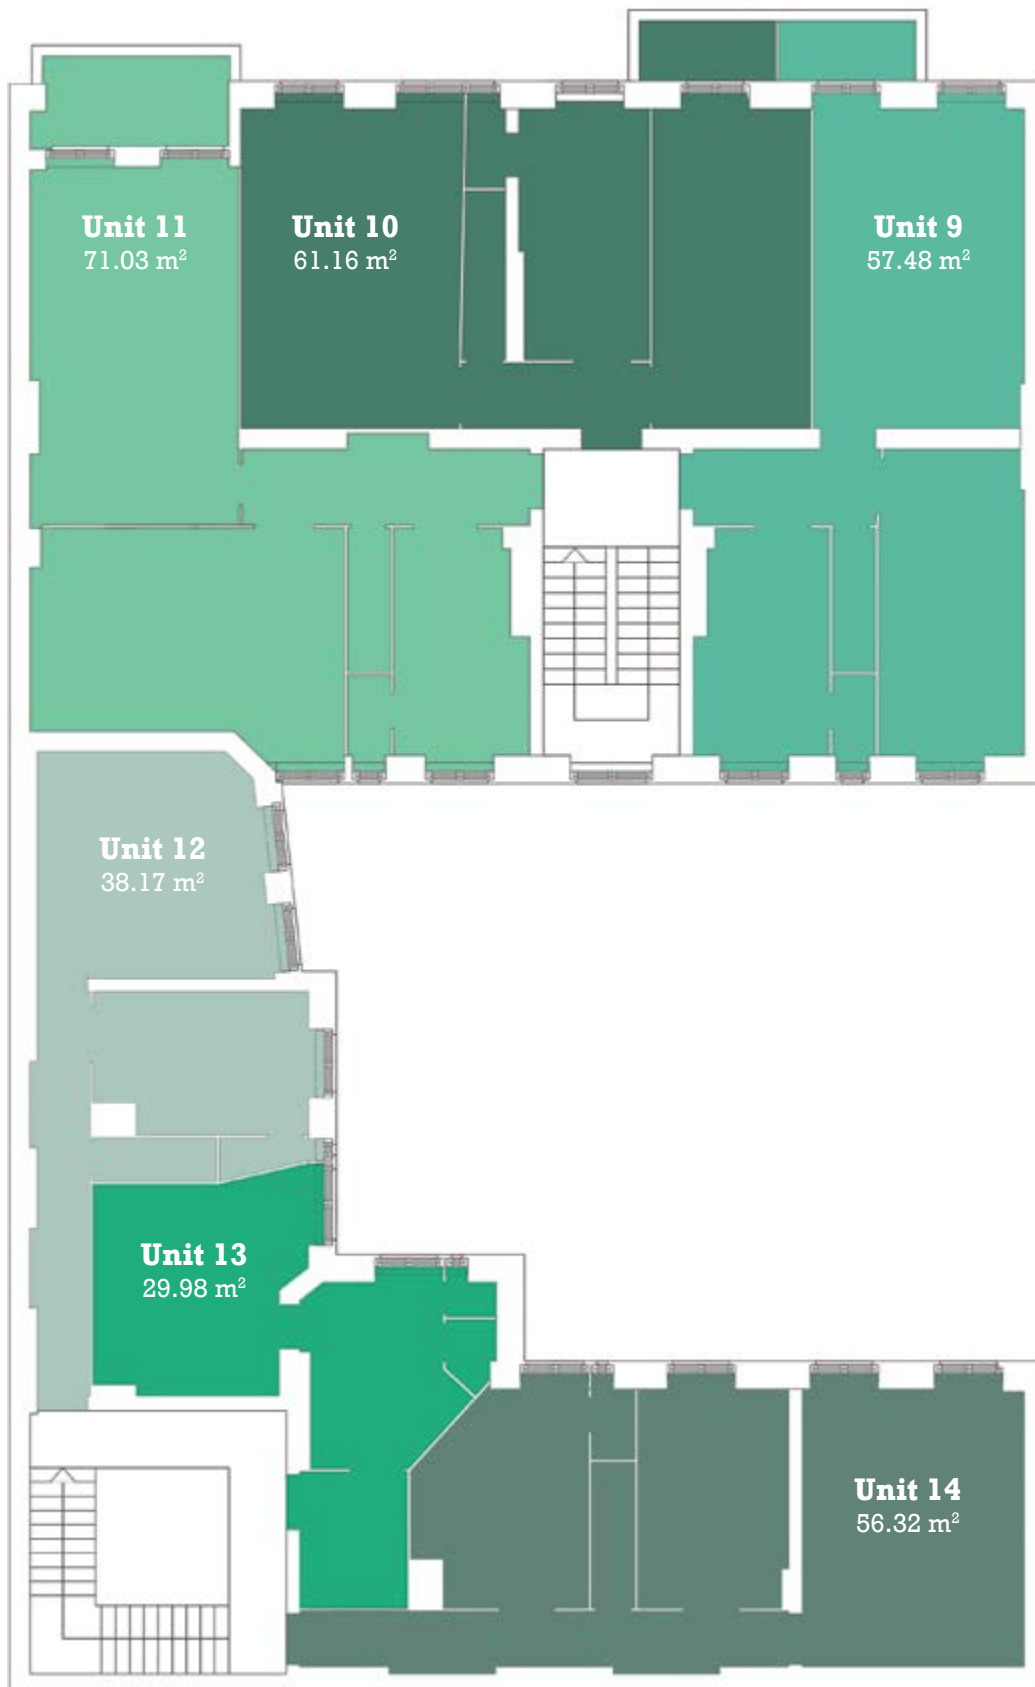 Unit 11
71.03 m²
Unit 10
61.16 m²
Unit 9
57.48 m²
Unit 12
38.17 m²
Unit 13
29.98 m²
Unit 14
56.32 m²